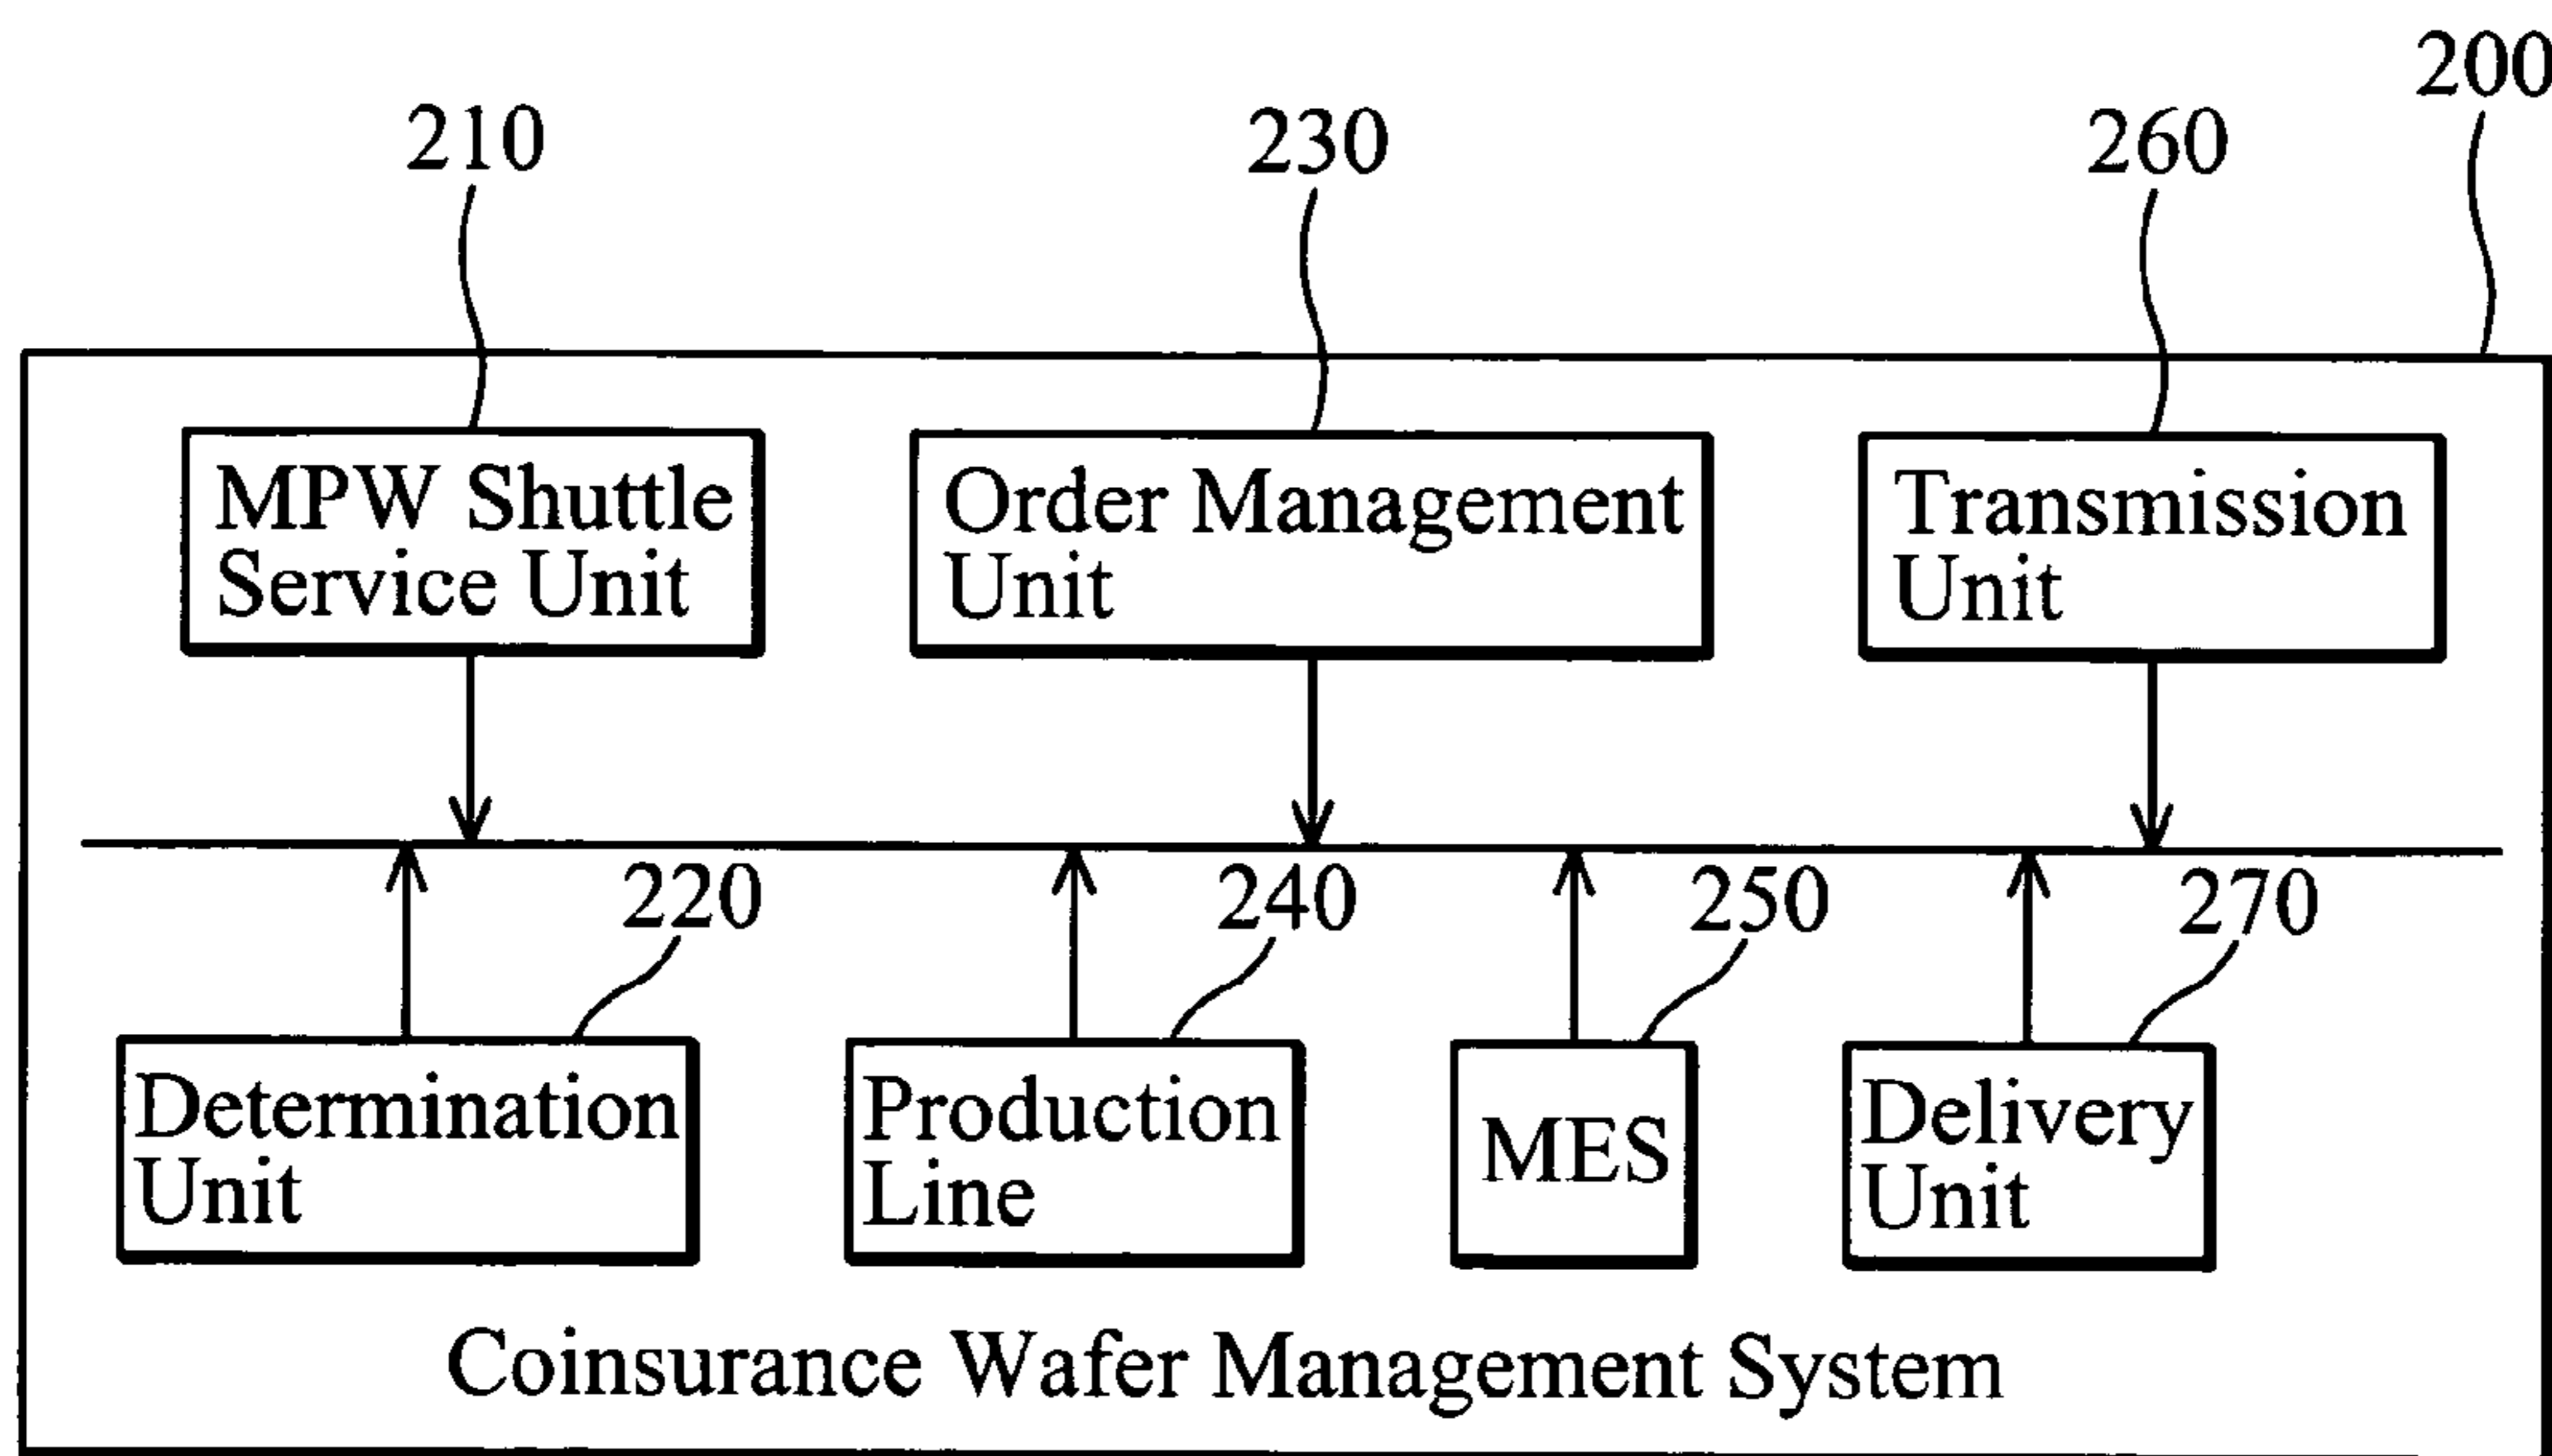 200
210
230
260
MPW Shuttle
Service Unit
Order Management
Unit
Transmission
Unit
220
240
250
270
Determination
Unit
Production
Line
MES
Delivery
Unit
Coinsurance Wafer Management System